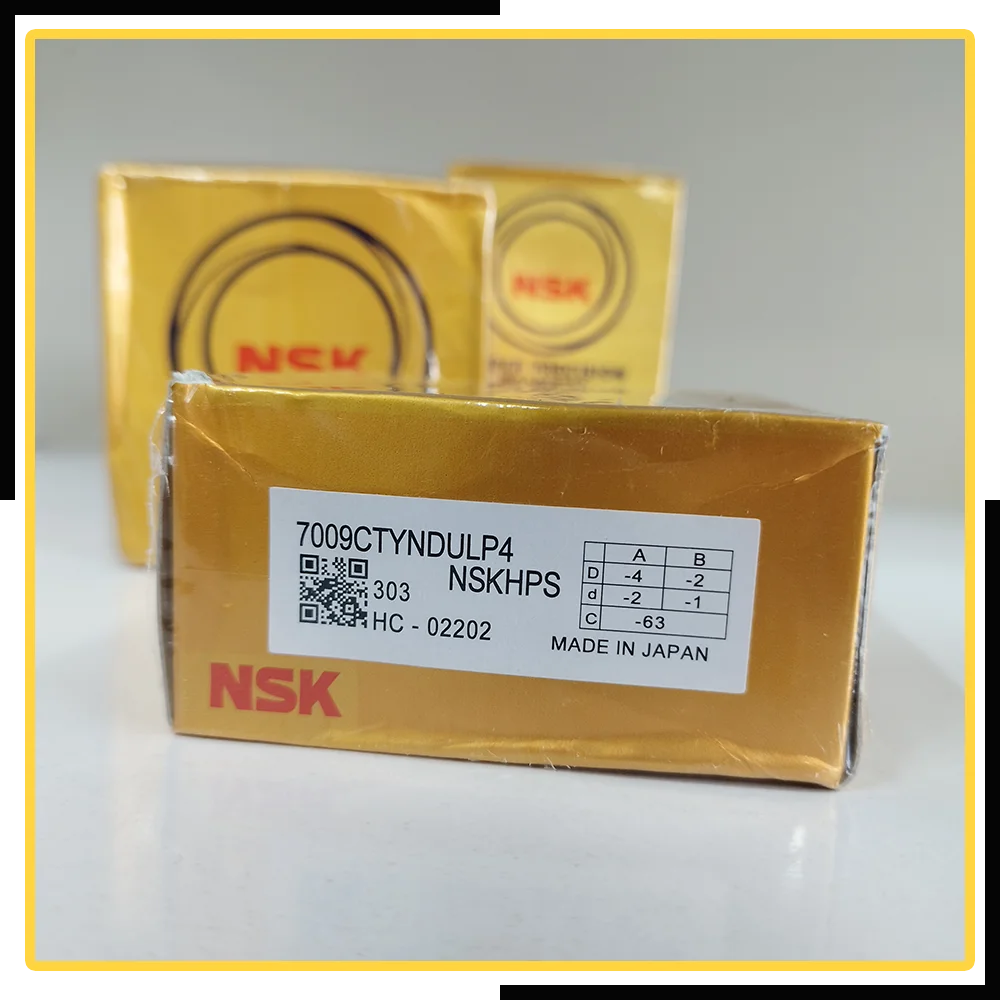 NSK
NSK
7009CTYNDULP4
NSKHPS
303
HC - 02202
A B
D -4 -2
d -2 -1
C -63
MADE IN JAPAN
NSK